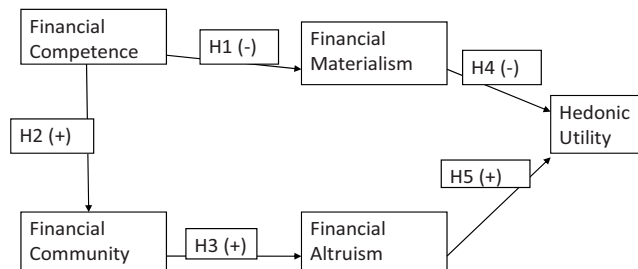 Financial
Competence
H1 (-)
Financial
Materialism
H4 (-)
Hedonic
Utility
H2 (+)
H5 (+)
Financial
Community
H3 (+)
Financial
Altruism